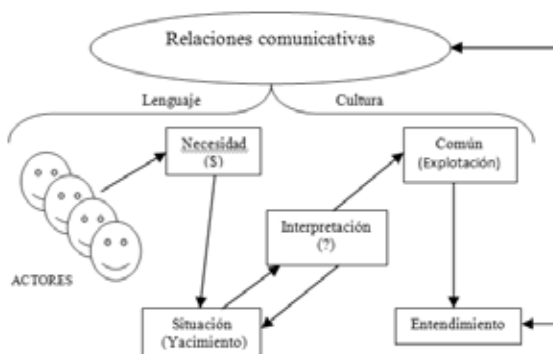 Relaciones comunicativas
Lenguaje
Cultura
Necesidad
($)
Común
(Explotación)
Interpretación
(?)
ACTORES
Situación
(Yacimiento)
Entendimiento